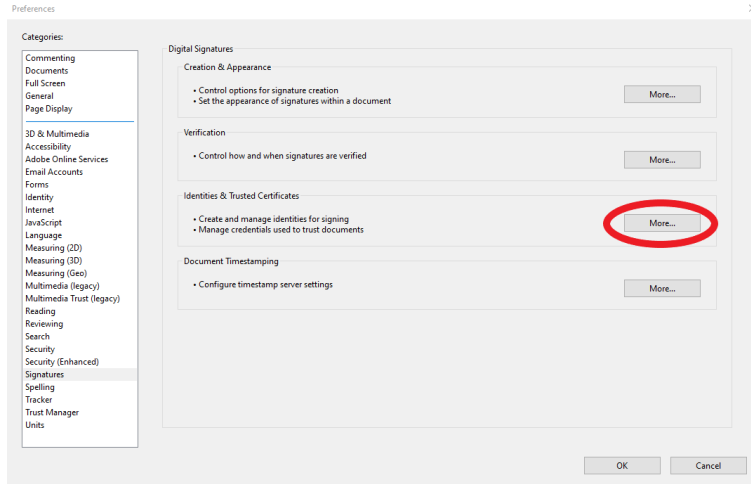 Preferences
Categories:
Commenting
Documents
Full Screen
General
Page Display
3D & Multimedia
Accessibility
Adobe Online Services
Email Accounts
Forms
Identity
Internet
JavaScript
Language
Measuring (2D)
Measuring (3D)
Measuring (Geo)
Multimedia (legacy)
Multimedia Trust (legacy)
Reading
Reviewing
Search
Security
Security (Enhanced)
Signatures
Spelling
Tracker
Trust Manager
Units
Digital Signatures
Creation & Appearance
• Control options for signature creation
• Set the appearance of signatures within a document
More...
Verification
• Control how and when signatures are verified
More...
Identities & Trusted Certificates
• Create and manage identities for signing
• Manage credentials used to trust documents
More...
Document Timestamping
• Configure timestamp server settings
More...
OK
Cancel